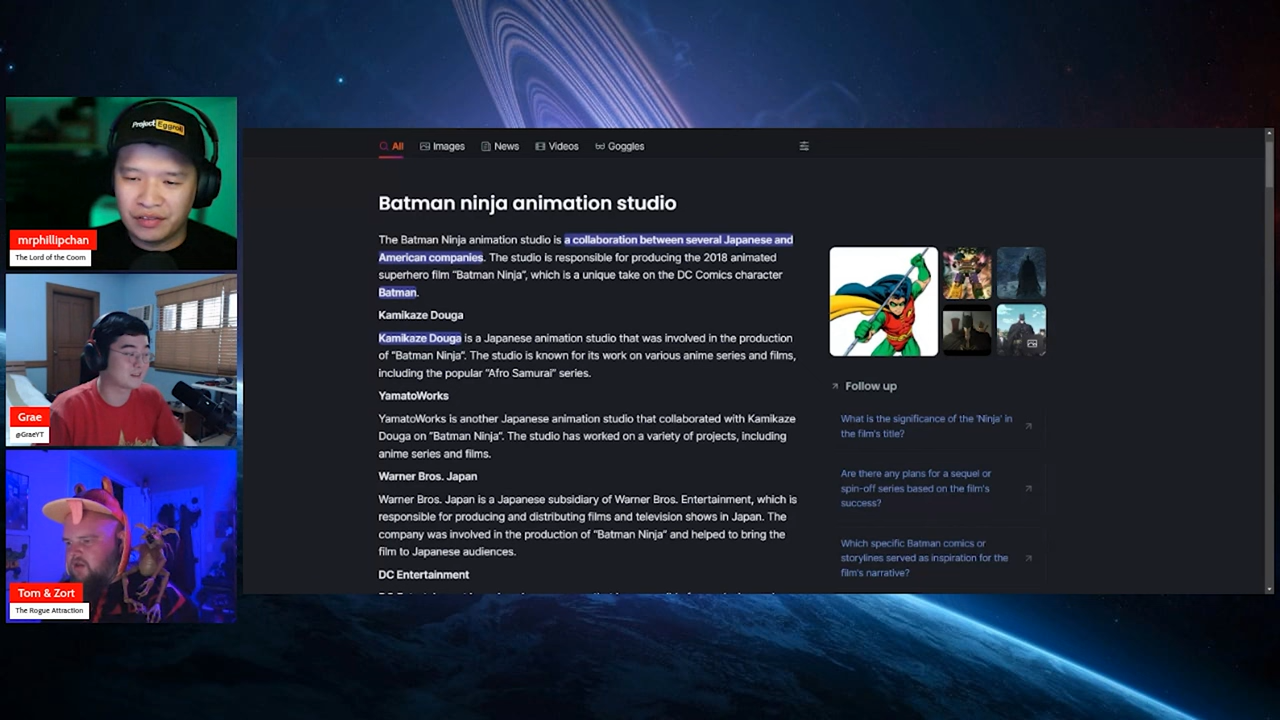 Project Eggroll
mrphillipchan
The Lord of the Coom
Grae
@GraeYT
Tom & Zort
The Rogue Attraction
All Images News Videos Goggles
Batman ninja animation studio
The Batman Ninja animation studio is a collaboration between several Japanese and
American companies. The studio is responsible for producing the 2018 animated
superhero film "Batman Ninja", which is a unique take on the DC Comics character
Batman.
Kamikaze Douga
Kamikaze Douga is a Japanese animation studio that was involved in the production
of "Batman Ninja". The studio is known for its work on various anime series and films,
including the popular "Afro Samurai" series.
YamatoWorks
YamatoWorks is another Japanese animation studio that collaborated with Kamikaze
Douga on "Batman Ninja". The studio has worked on a variety of projects, including
anime series and films.
Warner Bros. Japan
Warner Bros. Japan is a Japanese subsidiary of Warner Bros. Entertainment, which is
responsible for producing and distributing films and television shows in Japan. The
company was involved in the production of "Batman Ninja" and helped to bring the
film to Japanese audiences.
DC Entertainment
Follow up
What is the significance of the 'Ninja' in
the film's title?
Are there any plans for a sequel or
spin-off series based on the film's
success?
Which specific Batman comics or
storylines served as inspiration for the
film's narrative?